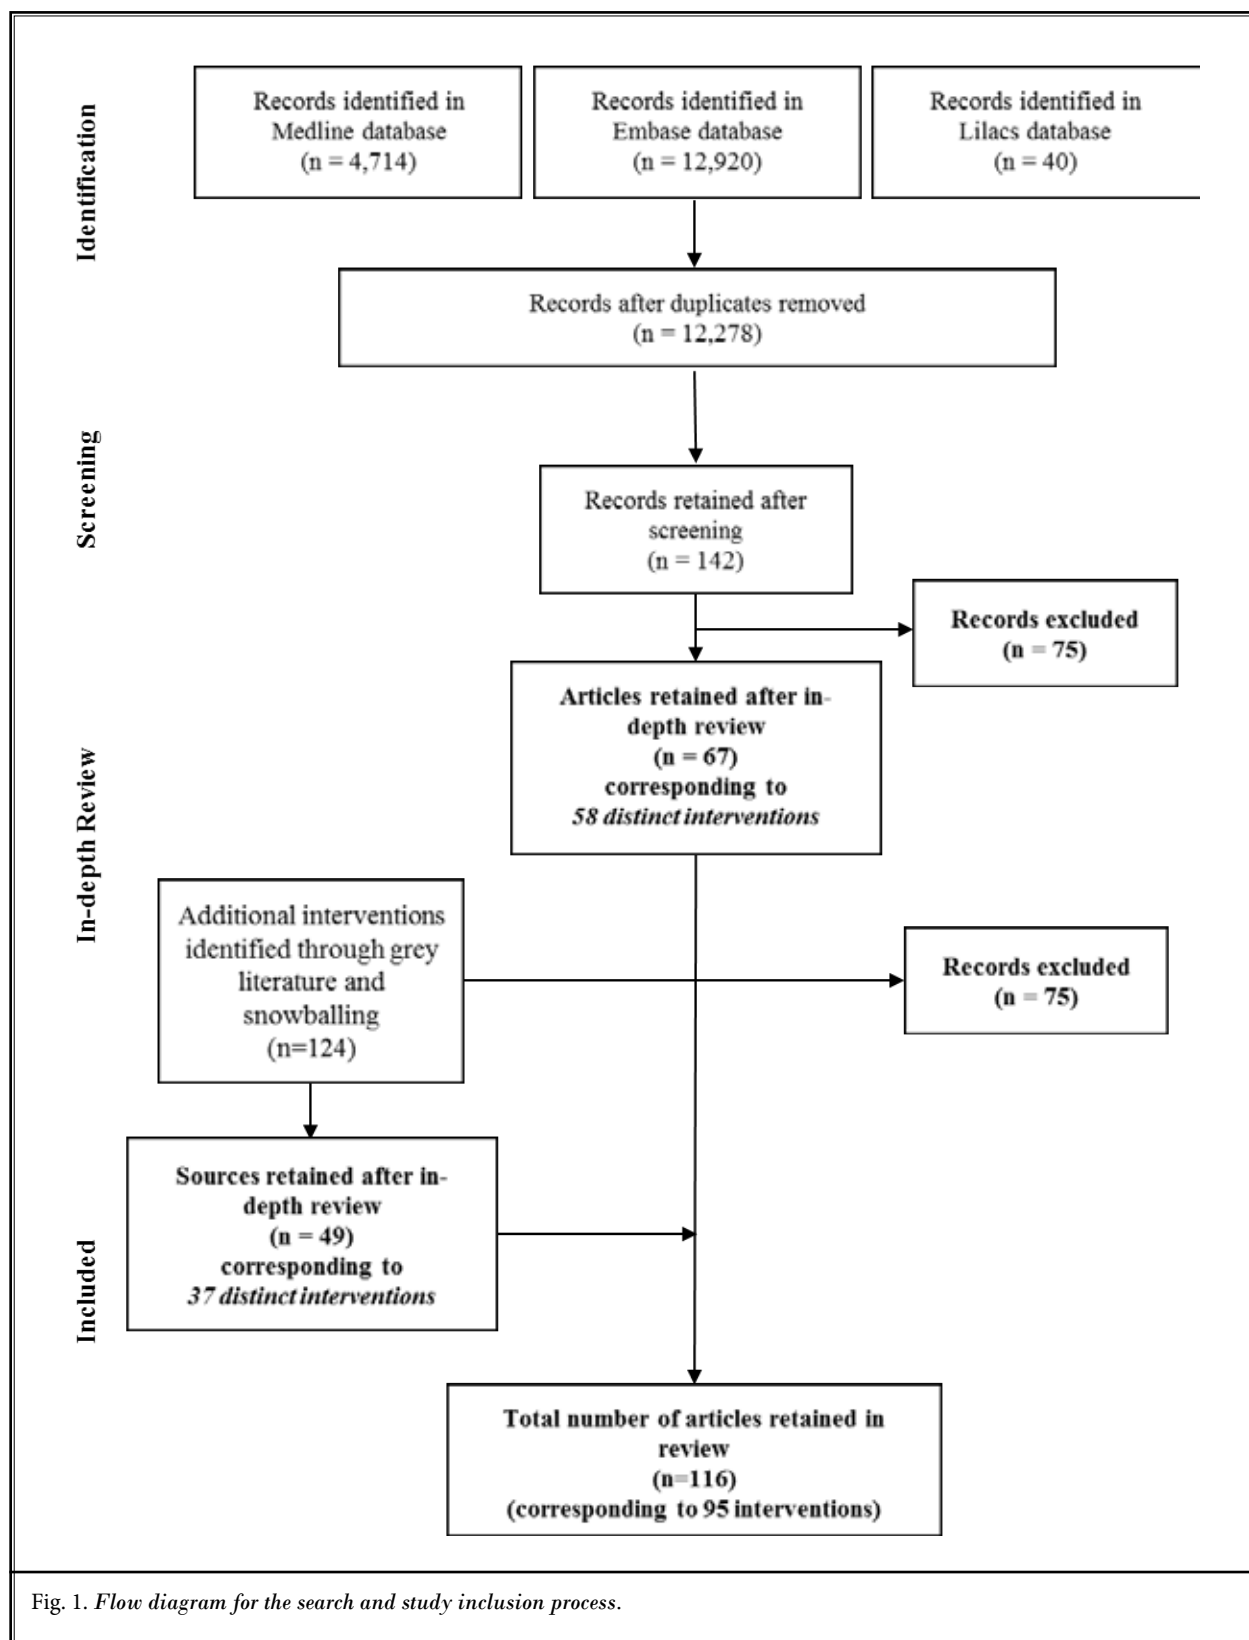 Identification
Records identified in
Medline database
(n = 4,714)
Records identified in
Embase database
(n = 12,920)
Records identified in
Lilacs database
(n = 40)
Records after duplicates removed
(n = 12,278)
Screening
Records retained after
screening
(n = 142)
Records excluded
(n = 75)
Articles retained after in-
depth review
(n = 67)
corresponding to
58 distinct interventions
In-depth Review
Additional interventions
identified through grey
literature and
snowballing
(n=124)
Records excluded
(n = 75)
Sources retained after in-
depth review
(n = 49)
corresponding to
37 distinct interventions
Included
Total number of articles retained in
review
(n=116)
(corresponding to 95 interventions)
Fig. 1. Flow diagram for the search and study inclusion process.